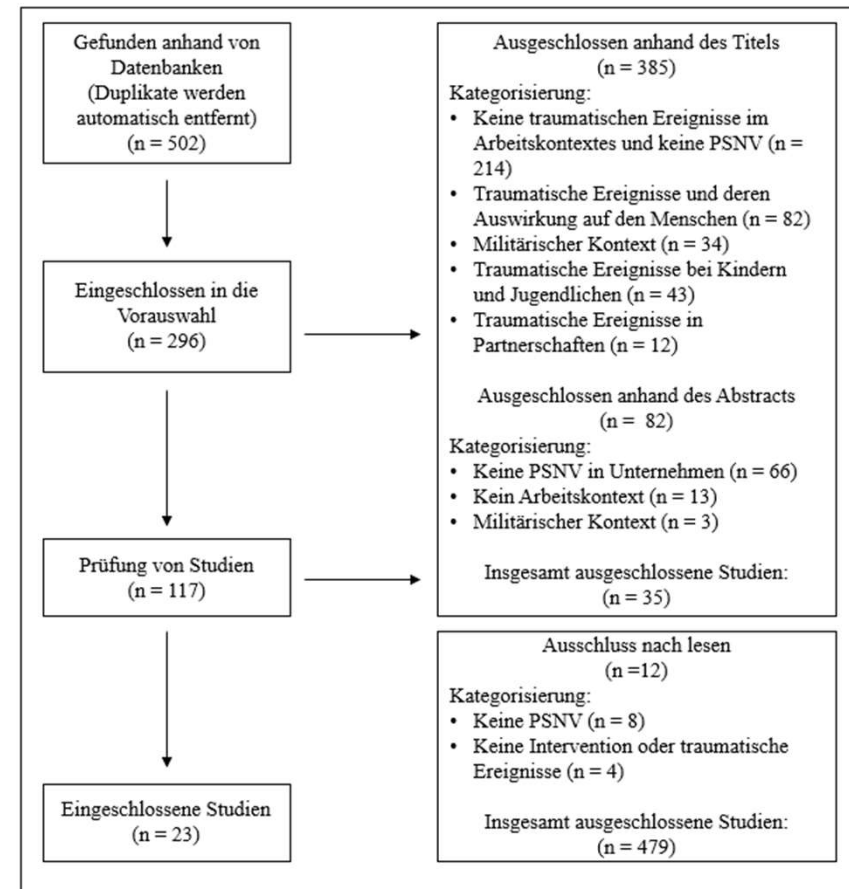 Gefunden anhand von
Datenbanken
(Duplikate werden
automatisch entfernt)
(n = 502)
Eingeschlossen in die
Vorauswahl
(n = 296)
Prüfung von Studien
(n = 117)
Eingeschlossene Studien
(n = 23)
Ausgeschlossen anhand des Titels
(n = 385)
Kategorisierung:
• Keine traumatischen Ereignisse im
Arbeitskontextes und keine PSNV (n =
214)
• Traumatische Ereignisse und deren
Auswirkung auf den Menschen (n = 82)
• Militärischer Kontext (n = 34)
• Traumatische Ereignisse bei Kindern
und Jugendlichen (n = 43)
• Traumatische Ereignisse in
Partnerschaften (n = 12)
Ausgeschlossen anhand des Abstracts
(n = 82)
Kategorisierung:
• Keine PSNV in Unternehmen (n = 66)
• Kein Arbeitskontext (n = 13)
• Militärischer Kontext (n = 3)
Insgesamt ausgeschlossene Studien:
(n = 35)
Ausschluss nach lesen
(n =12)
Kategorisierung:
• Keine PSNV (n = 8)
• Keine Intervention oder traumatische
Ereignisse (n = 4)
Insgesamt ausgeschlossene Studien:
(n = 479)